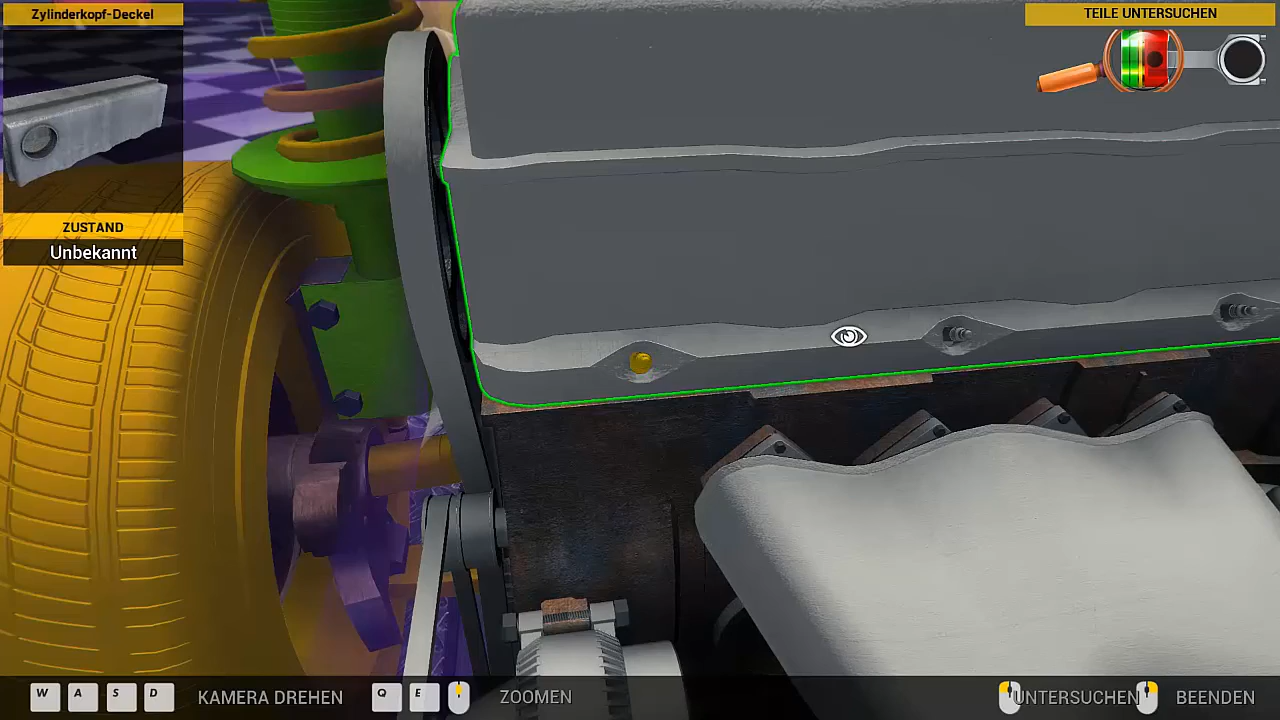 Zylinderkopf-Deckel
TEILE UNTERSUCHEN
ZUSTAND
Unbekannt
W A S D KAMERA DREHEN Q E ZOOMEN UNTERSUCHEN BEENDEN